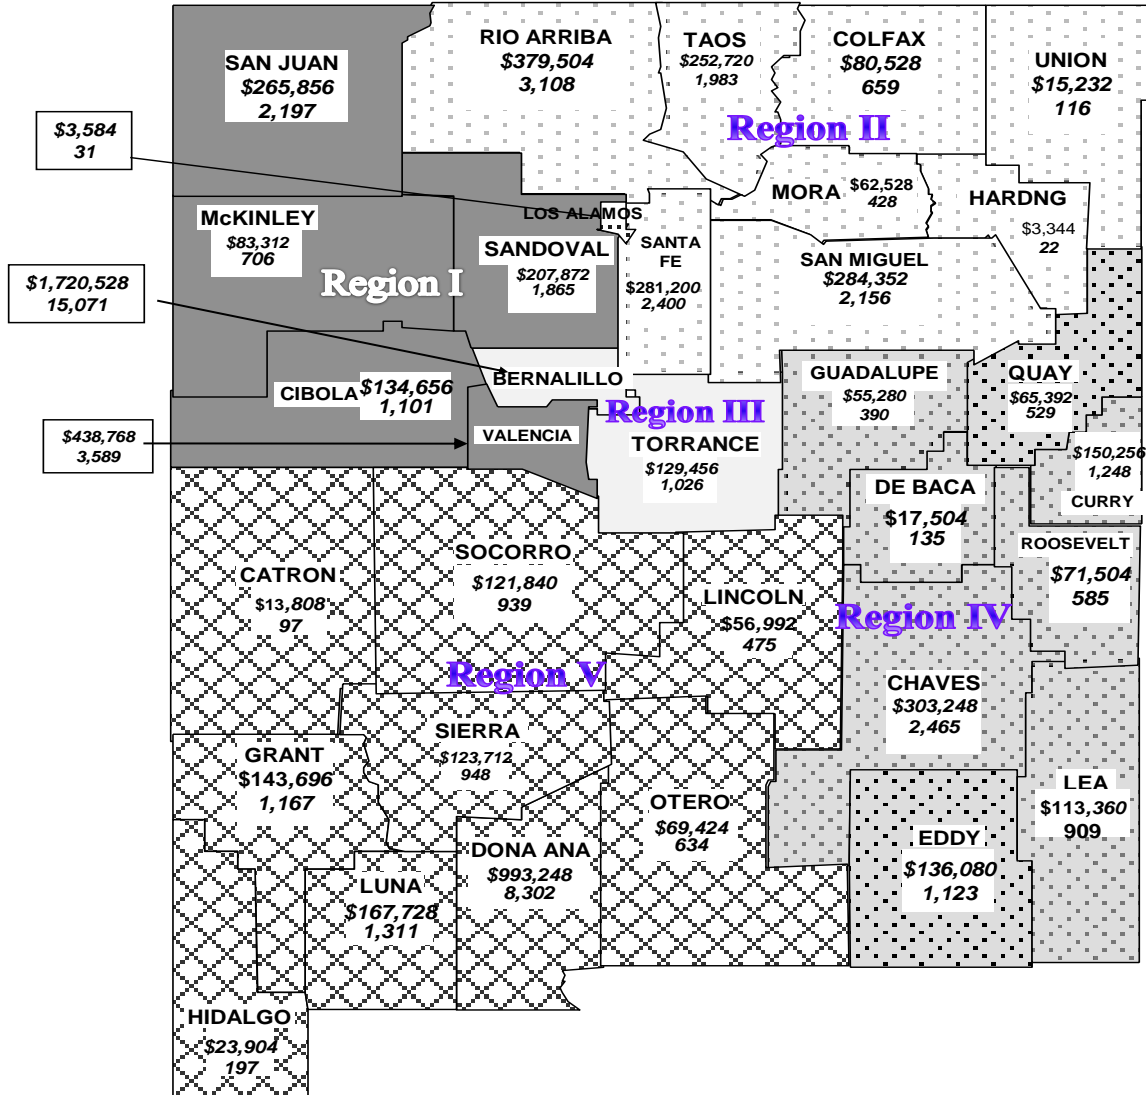 SAN JUAN
$265,856
2,197
RIO ARRIBA
$379,504
3,108
TAOS
$252,720
1,983
COLFAX
$80,528
659
UNION
$15,232
116
$3,584
31
Region II
MORA
$62,528
428
HARDNG
$3,344
22
McKINLEY
$83,312
706
LOS ALAMOS
SANDOVAL
$207,872
1,865
SANTA
FE
$281,200
2,400
SAN MIGUEL
$284,352
2,156
Region I
$1,720,528
15,071
BERNALILLO
CIBOLA
$134,656
1,101
GUADALUPE
$55,280
390
QUAY
$65,392
529
Region III
$438,768
3,589
VALENCIA
TORRANCE
$129,456
1,026
$150,256
1,248
CURRY
DE BACA
$17,504
135
ROOSEVELT
$71,504
585
SOCORRO
$121,840
939
CATRON
$13,808
97
LINCOLN
$56,992
475
Region IV
Region V
CHAVES
$303,248
2,465
SIERRA
$123,712
948
GRANT
$143,696
1,167
OTERO
$69,424
634
LEA
$113,360
909
EDDY
$136,080
1,123
DONA ANA
$993,248
8,302
LUNA
$167,728
1,311
HIDALGO
$23,904
197